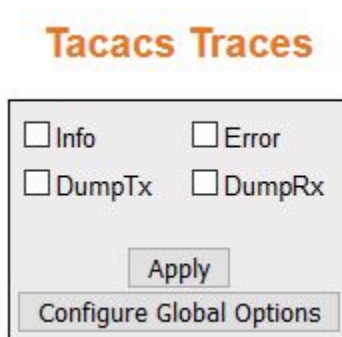 Tacacs Traces
Info Error
DumpTx DumpRx
Apply
Configure Global Options